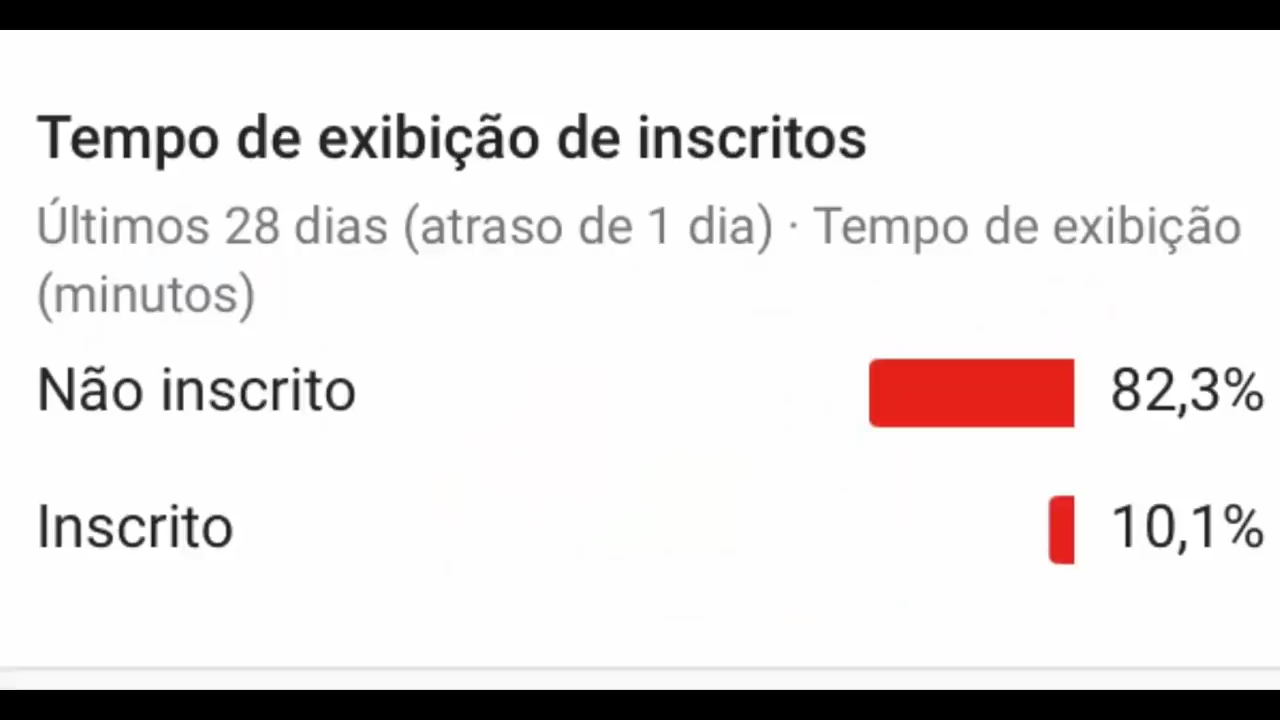 Tempo de exibição de inscritos
Últimos 28 dias (atraso de 1 dia) · Tempo de exibição
(minutos)
Não inscrito 82,3%
Inscrito 10,1%